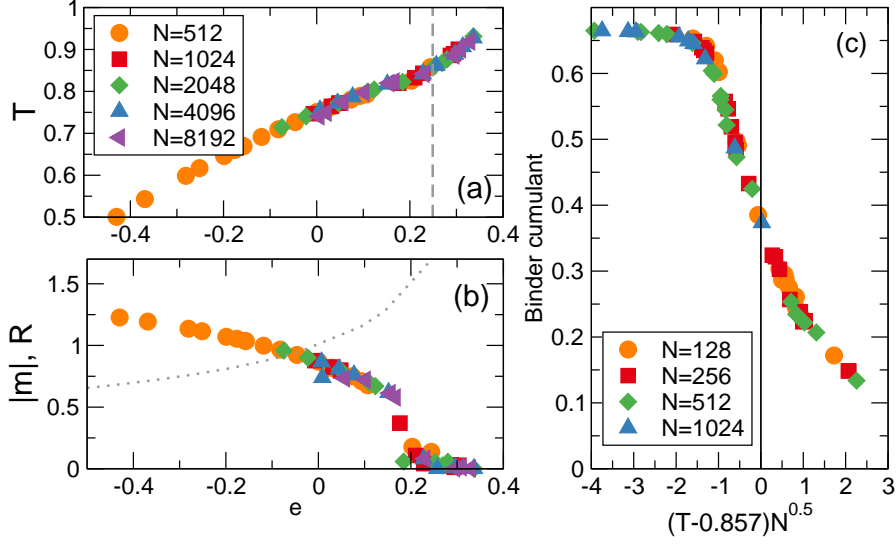 T
1
0.9
0.8
0.7
0.6
0.5
N=512
N=1024
N=2048
N=4096
N=8192
(a)
-0.4
-0.2
0
0.2
0.4
|m|, R
1.5
1
0.5
0
(b)
-0.4
-0.2
0
0.2
0.4
e
Binder cumulant
0.6
0.5
0.4
0.3
0.2
0.1
0
(c)
N=128
N=256
N=512
N=1024
-4
-3
-2
-1
0
1
2
3
(T-0.857)N^0.5